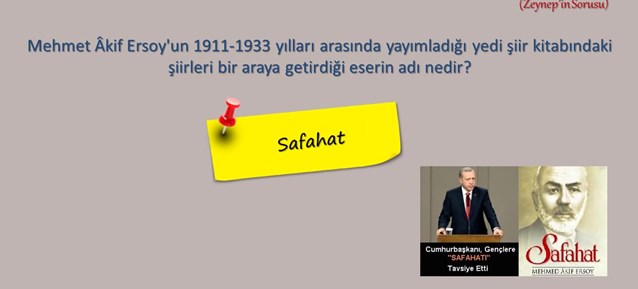 (Zeynep'in Sorusu)
Mehmet Âkif Ersoy'un 1911-1933 yılları arasında yayımladığı yedi şiir kitabındaki
şiirleri bir araya getirdiği eserin adı nedir?
Safahat
Cumhurbaşkanı, Gençlere
"SAFAHATI"
Tavsiye Etti
Safahat
MEHMED ÂKİF ERSOY